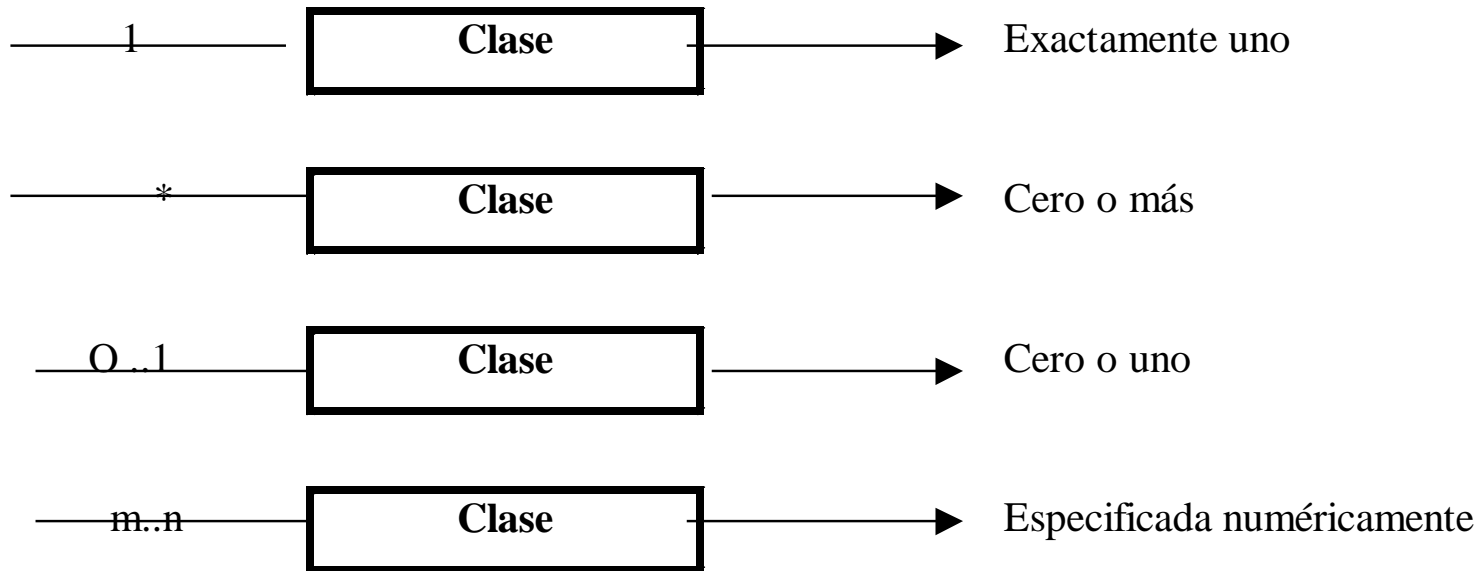 1 Clase Exactamente uno
* Clase Cero o más
O ..1 Clase Cero o uno
m..n Clase Especificada numéricamente